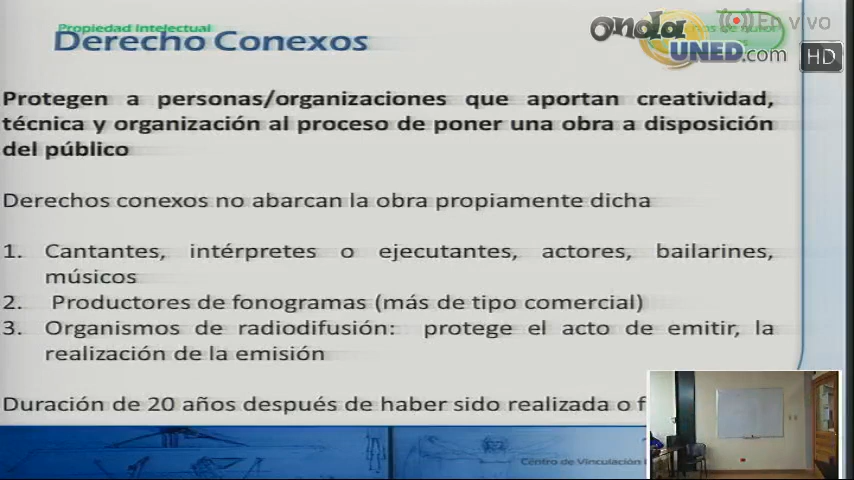 Propiedad Intelectual
Derecho Conexos
onda UNED.com
En vivo
HD
Protegen a personas/organizaciones que aportan creatividad,
técnica y organización al proceso de poner una obra a disposición
del público
Derechos conexos no abarcan la obra propiamente dicha
1. Cantantes, intérpretes o ejecutantes, actores, bailarines,
músicos
2. Productores de fonogramas (más de tipo comercial)
3. Organismos de radiodifusión: protege el acto de emitir, la
realización de la emisión
Duración de 20 años después de haber sido realizada o f
Centro de Vinculación